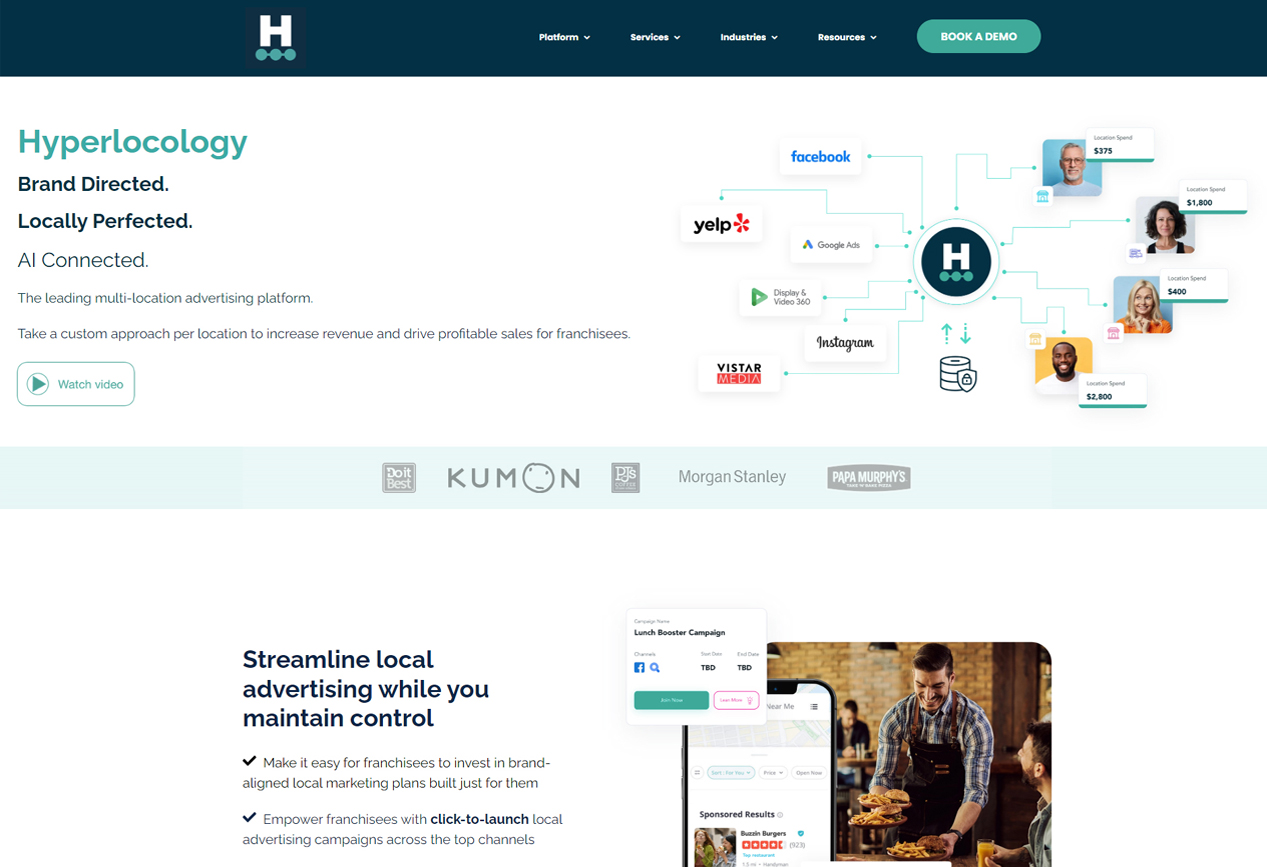 H
Platform
Services
Industries
Resources
BOOK A DEMO
Hyperlocology
Brand Directed.
Locally Perfected.
AI Connected.
The leading multi-location advertising platform.
Take a custom approach per location to increase revenue and drive profitable sales for franchisees.
Watch video
facebook
yelp
Google Ads
Display &
Video 360
Instagram
VISTAR
MEDIA
H
Location Spend
$375
Location Spend
$1,800
Location Spend
$400
Location Spend
$2,800
Do it
Best
KUMON
PJ's
COFFEE
Morgan Stanley
PAPA MURPHY'S
TAKE 'N' BAKE PIZZA
Streamline local
advertising while you
maintain control
Make it easy for franchisees to invest in brand-
aligned local marketing plans built just for them
Empower franchisees with click-to-launch local
advertising campaigns across the top channels
Campaign Name
Lunch Booster Campaign
Channels
Start Date
End Date
TBD
TBD
Join Now
Learn More
Near Me
Sort : For You
Price
Open Now
Sponsored Results
Buzzin Burgers
(923)
Top restaurant
1.5 mi • Handyman